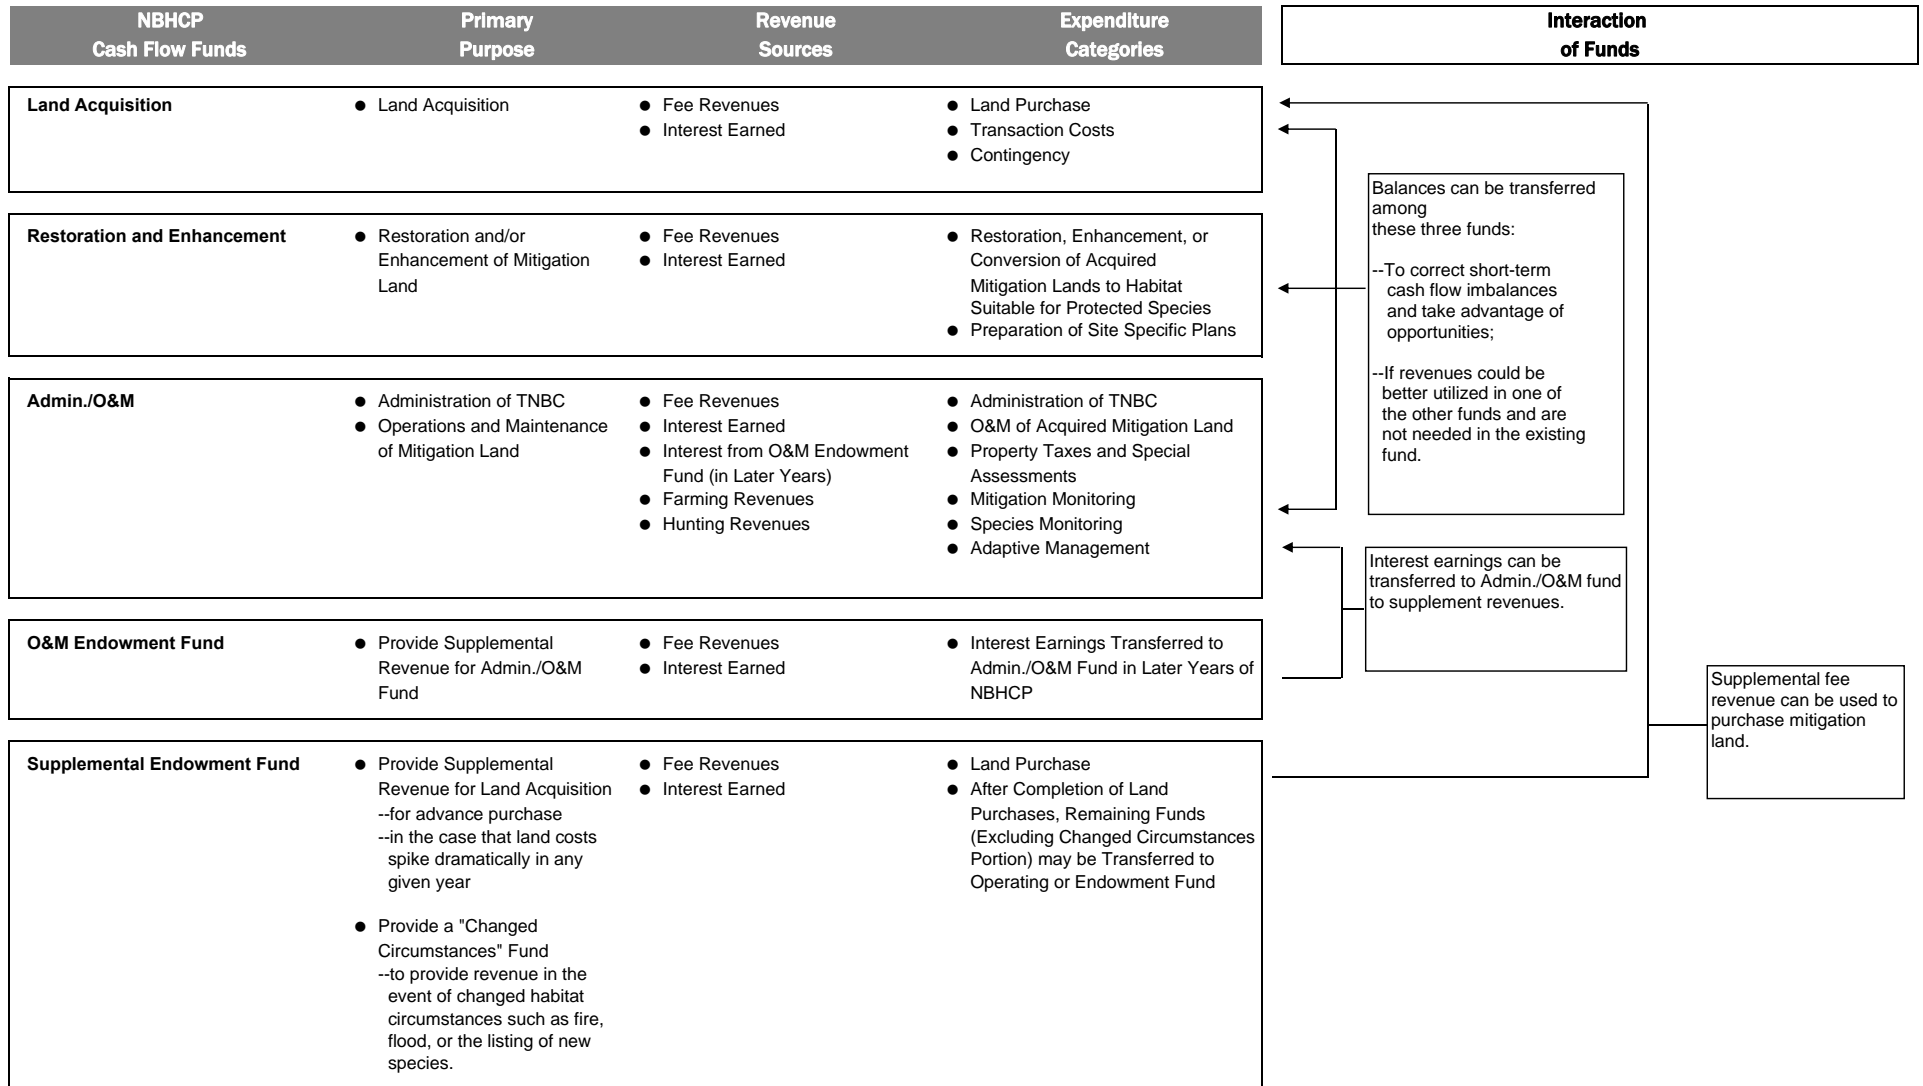 NBHCP
Cash Flow Funds
Primary
Purpose
Revenue
Sources
Expenditure
Categories
Interaction
of Funds
Land Acquisition
● Land Acquisition
● Fee Revenues
● Interest Earned
● Land Purchase
● Transaction Costs
● Contingency
Restoration and Enhancement
● Restoration and/or
Enhancement of Mitigation
Land
● Fee Revenues
● Interest Earned
● Restoration, Enhancement, or
Conversion of Acquired
Mitigation Lands to Habitat
Suitable for Protected Species
● Preparation of Site Specific Plans
Admin./O&M
● Administration of TNBC
● Operations and Maintenance
of Mitigation Land
● Fee Revenues
● Interest Earned
● Interest from O&M Endowment
Fund (in Later Years)
● Farming Revenues
● Hunting Revenues
● Administration of TNBC
● O&M of Acquired Mitigation Land
● Property Taxes and Special
Assessments
● Mitigation Monitoring
● Species Monitoring
● Adaptive Management
O&M Endowment Fund
● Provide Supplemental
Revenue for Admin./O&M
Fund
● Fee Revenues
● Interest Earned
● Interest Earnings Transferred to
Admin./O&M Fund in Later Years of
NBHCP
Supplemental Endowment Fund
● Provide Supplemental
Revenue for Land Acquisition
--for advance purchase
--in the case that land costs
spike dramatically in any
given year
● Provide a "Changed
Circumstances" Fund
--to provide revenue in the
event of changed habitat
circumstances such as fire,
flood, or the listing of new
species.
● Fee Revenues
● Interest Earned
● Land Purchase
● After Completion of Land
Purchases, Remaining Funds
(Excluding Changed Circumstances
Portion) may be Transferred to
Operating or Endowment Fund
Balances can be transferred
among
these three funds:
--To correct short-term
cash flow imbalances
and take advantage of
opportunities;
--If revenues could be
better utilized in one of
the other funds and are
not needed in the existing
fund.
Interest earnings can be
transferred to Admin./O&M fund
to supplement revenues.
Supplemental fee
revenue can be used to
purchase mitigation
land.